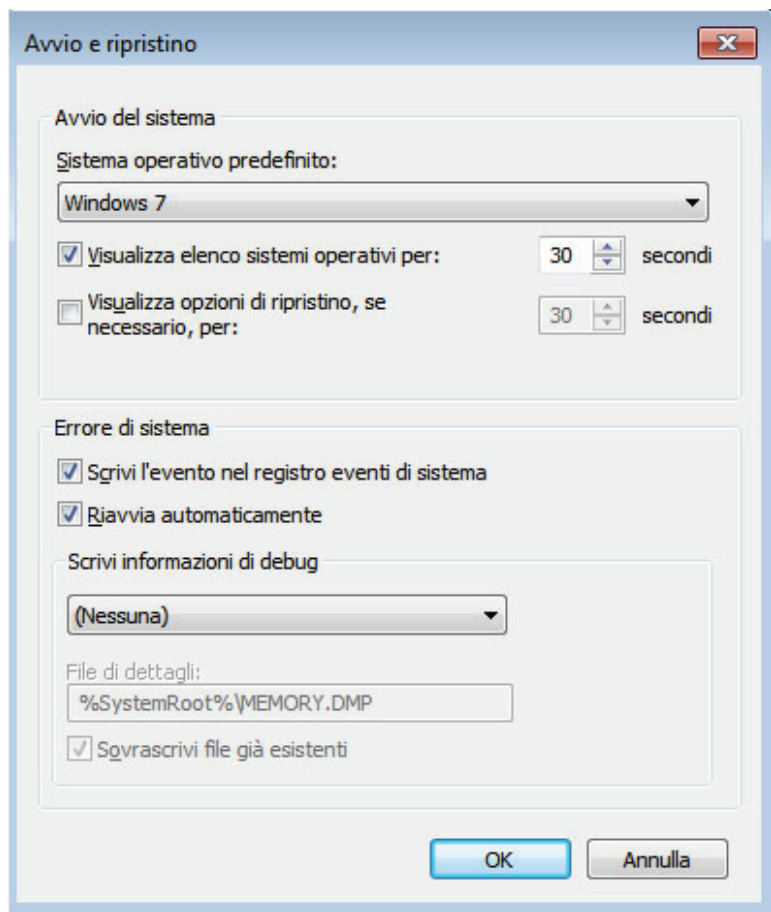 Avvio e ripristino
Avvio del sistema
Sistema operativo predefinito:
Windows 7
Visualizza elenco sistemi operativi per: 30 secondi
Visualizza opzioni di ripristino, se
necessario, per: 30 secondi
Errore di sistema
Scrivi l'evento nel registro eventi di sistema
Riavvia automaticamente
Scrivi informazioni di debug
(Nessuna)
File di dettagli:
%SystemRoot%\MEMORY.DMP
Sovrascrivi file già esistenti
OK Annulla